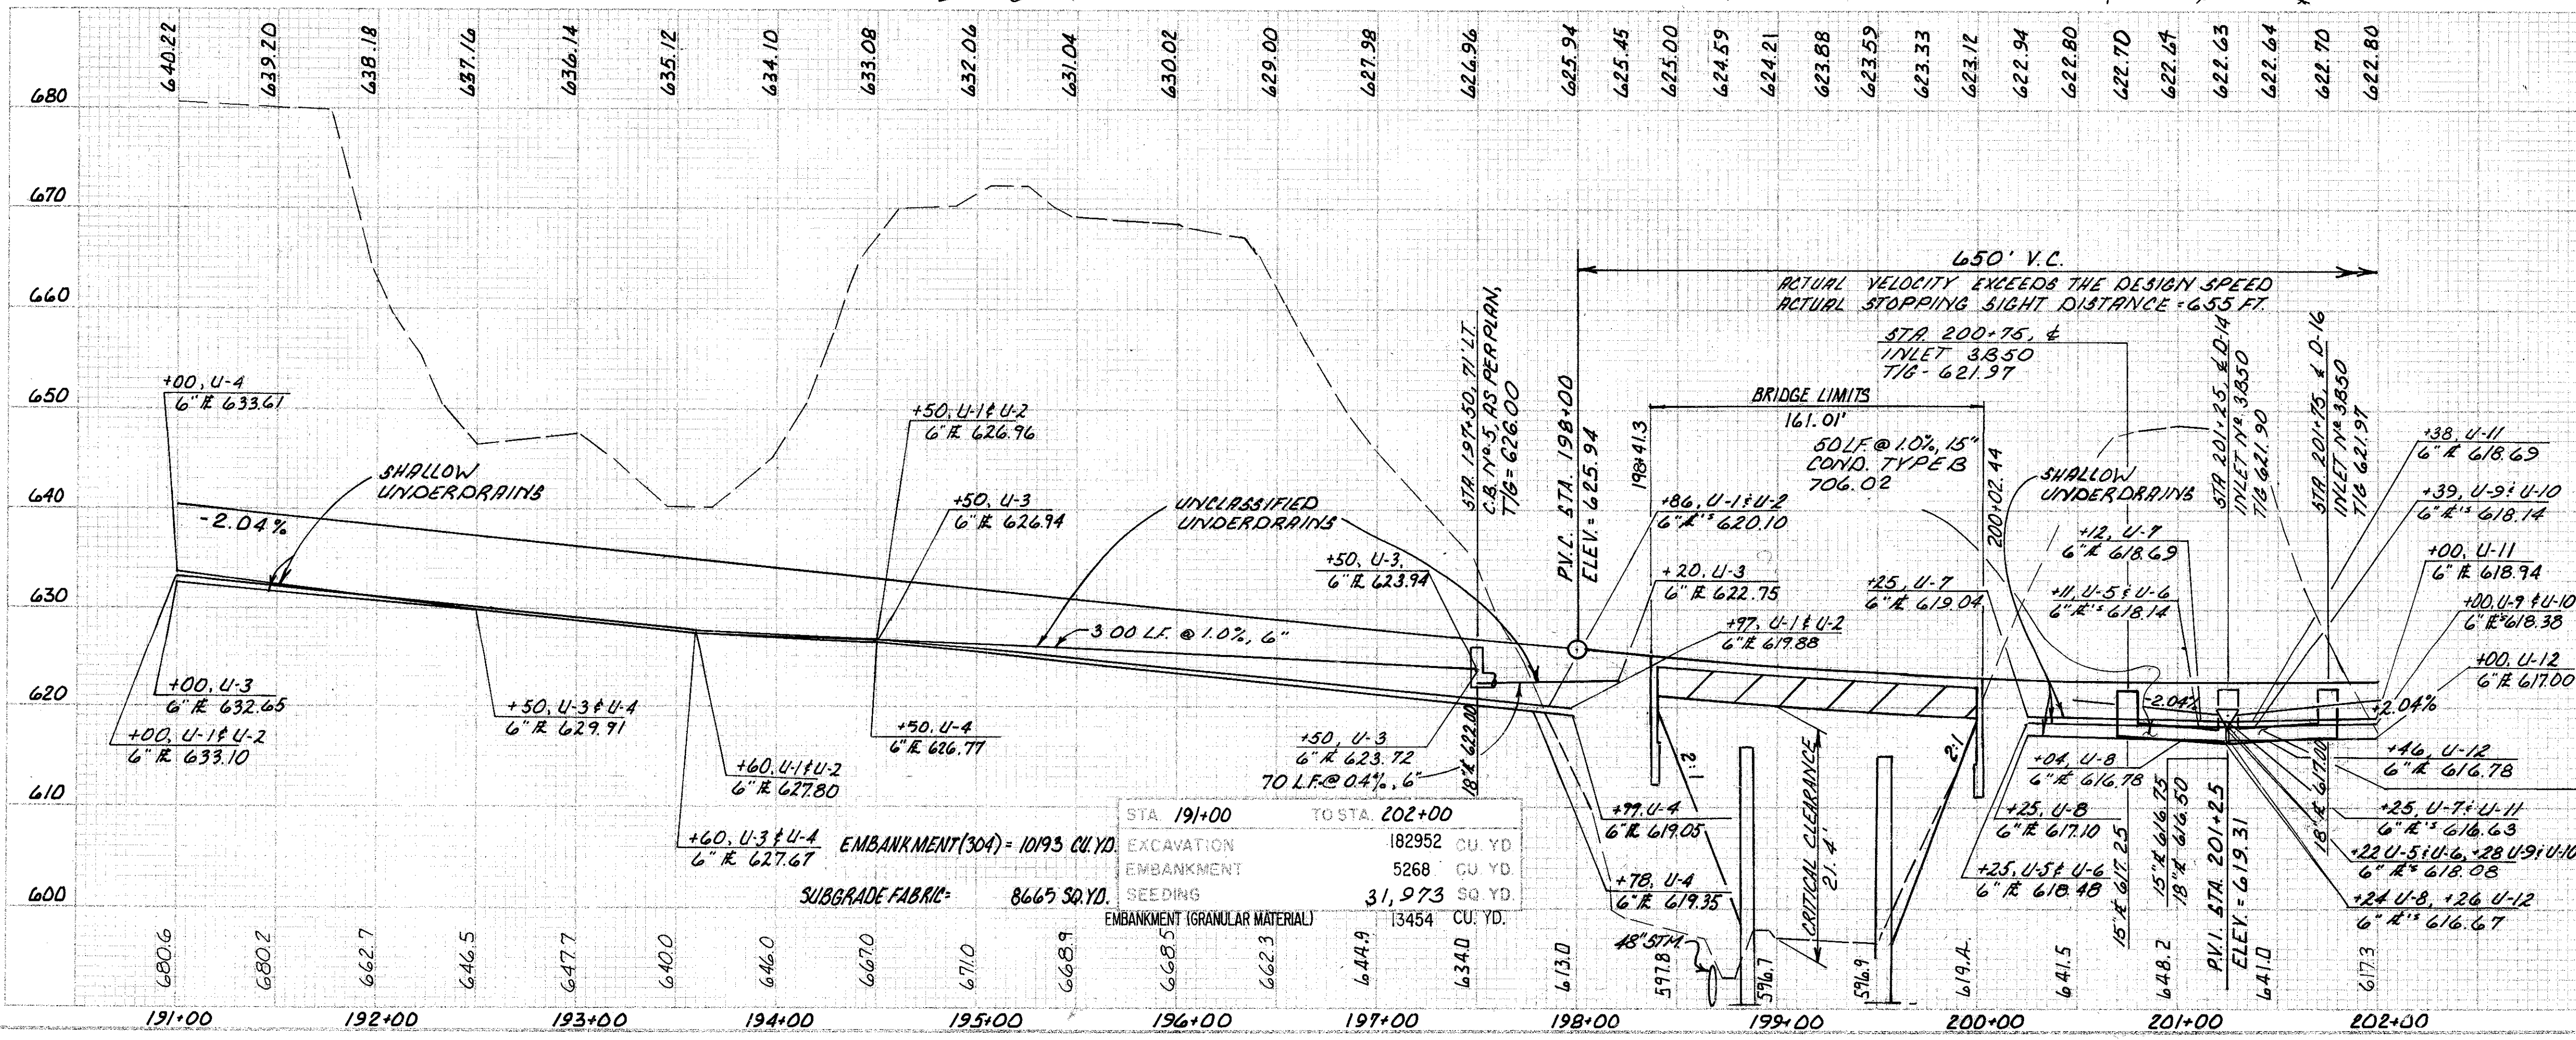 640.22
639.20
638.18
637.16
636.14
635.12
634.10
633.08
632.06
631.04
630.02
629.00
627.98
626.96
625.94
625.45
625.00
624.59
624.21
623.88
623.59
623.33
623.12
622.94
622.80
622.70
622.64
622.63
622.64
622.70
622.80
680
670
660
650
640
630
620
610
600
650' V.C.
ACTUAL VELOCITY EXCEEDS THE DESIGN SPEED
ACTUAL STOPPING SIGHT DISTANCE = 655 FT.
STA. 200+75, ℄
INLET 3B50
T/G - 621.97
BRIDGE LIMITS
161.01'
50 LF. @ 1.0%, 15"
COND. TYPE B
706.02
STA. 197+50, 71' LT.
C.B. Nº 5, AS PER PLAN,
T/G = 626.00
P.V.C. STA. 198+00
ELEV. = 625.94
198+41.3
200+02.44
STA 201+25, ℄ D-14
INLET Nº 3B50
T/G 621.90
STA. 201+75, ℄ D-16
INLET Nº 3B50
T/G 621.97
+00, U-4
6" ℄ 633.61
SHALLOW
UNDERDRAINS
-2.04%
+50, U-1 & U-2
6" ℄ 626.96
+50, U-3
6" ℄ 626.94
UNCLASSIFIED
UNDERDRAINS
3.00 LF. @ 1.0%, 6"
+50, U-3,
6" ℄ 623.94
+86, U-1 & U-2
6" ℄'s 620.10
+20, U-3
6" ℄ 622.75
+97, U-1 & U-2
6" ℄ 619.88
+25, U-7
6" ℄ 619.04
SHALLOW
UNDERDRAINS
+12, U-7
6" ℄ 618.69
+11, U-5 & U-6
6" ℄'s 618.14
+38, U-11
6" ℄ 618.69
+39, U-9 & U-10
6" ℄'s 618.14
+00, U-11
6" ℄ 618.94
+00, U-9 & U-10
6" ℄'s 618.38
+00, U-12
6" ℄ 617.00
-2.04%
+2.04%
+00, U-3
6" ℄ 632.65
+00, U-1 & U-2
6" ℄ 633.10
+50, U-3 & U-4
6" ℄ 629.91
+60, U-1 & U-2
6" ℄ 627.80
+60, U-3 & U-4
6" ℄ 627.67
+50, U-4
6" ℄ 626.77
+50, U-3
6" ℄ 623.72
70 LF. @ 0.4%, 6"
18" ℄ 622.00
+99, U-4
6" ℄ 619.05
+78, U-4
6" ℄ 619.35
2:1
2:1
CRITICAL CLEARANCE
21.4'
48" STM
+04, U-8
6" ℄ 616.78
+25, U-8
6" ℄ 617.10
+25, U-5 & U-6
6" ℄ 618.48
15" ℄ 617.25
15" ℄ 616.75
18" ℄ 616.50
P.V.I. STA. 201+25
ELEV. = 619.31
18" ℄ 617.00
+46, U-12
6" ℄ 616.78
+25, U-7 & U-11
6" ℄'s 616.63
+22 U-5 & U-6, +28 U-9 & U-10
6" ℄'s 618.08
+24 U-8, +26 U-12
6" ℄'s 616.67
EMBANKMENT (304) = 10193 CU. YD.
SUBGRADE FABRIC = 8665 SQ. YD.
STA. 191+00 TO STA. 202+00
EXCAVATION 182952 CU. YD.
EMBANKMENT 5268 CU. YD.
SEEDING 31,973 SQ. YD.
EMBANKMENT (GRANULAR MATERIAL) 13454 CU. YD.
680.6
680.2
662.7
646.5
647.7
640.0
646.0
667.0
671.0
668.9
668.5
662.3
644.9
634.0
613.0
597.8
596.7
596.9
619.4
641.5
648.2
641.0
617.3
191+00
192+00
193+00
194+00
195+00
196+00
197+00
198+00
199+00
200+00
201+00
202+00